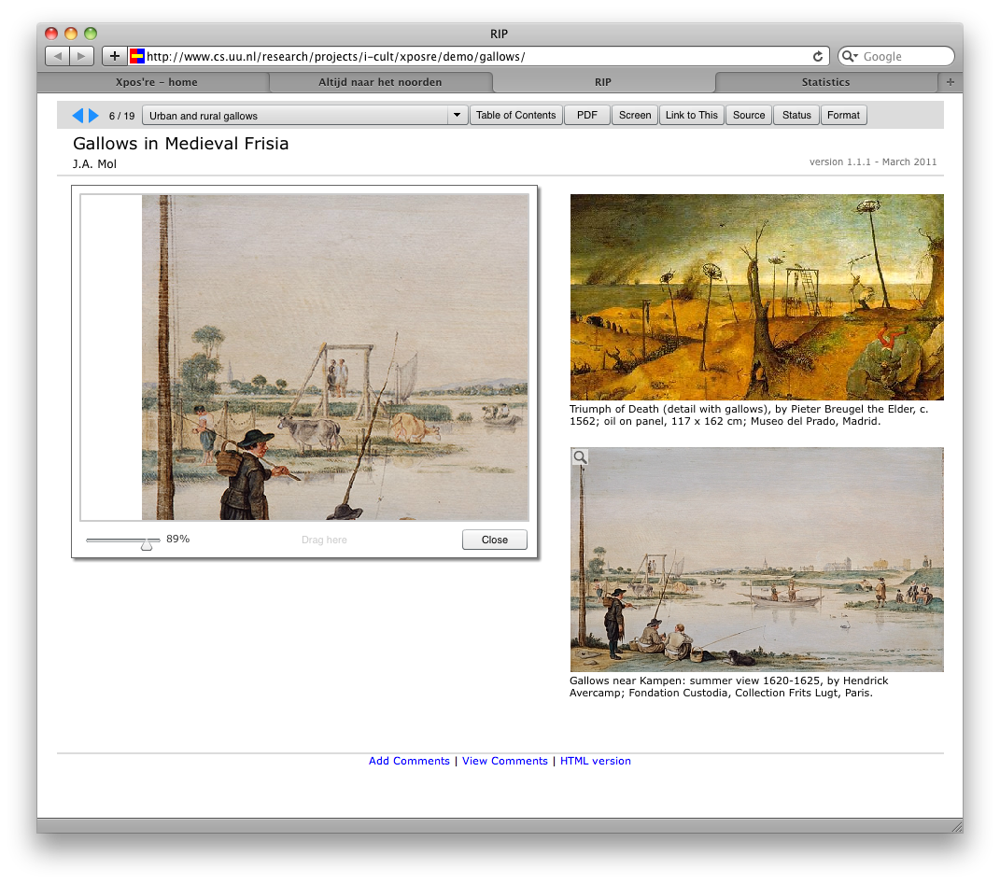 RIP
http://www.cs.uu.nl/research/projects/i-cult/xposre/demo/gallows/
Google
Xpos're – home
Altijd naar het noorden
RIP
Statistics
6 / 19
Urban and rural gallows
Table of Contents
PDF
Screen
Link to This
Source
Status
Format
Gallows in Medieval Frisia
J.A. Mol
version 1.1.1 - March 2011
Triumph of Death (detail with gallows), by Pieter Breugel the Elder, c.
1562; oil on panel, 117 x 162 cm; Museo del Prado, Madrid.
89%
Drag here
Close
Gallows near Kampen: summer view 1620-1625, by Hendrick
Avercamp; Fondation Custodia, Collection Frits Lugt, Paris.
Add Comments | View Comments | HTML version